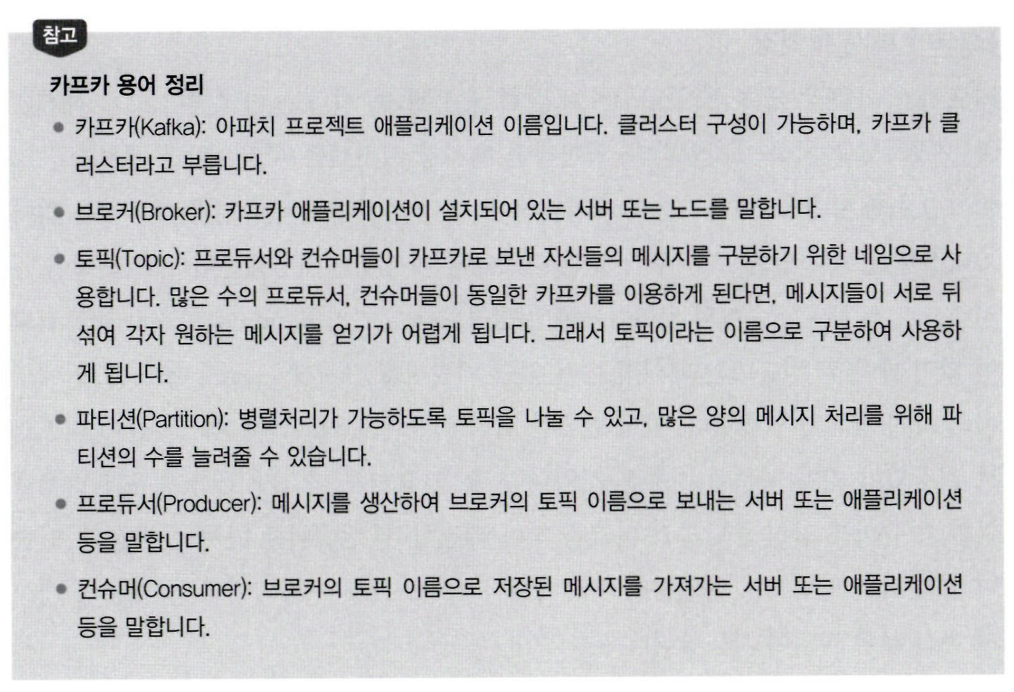 참고
카프카 용어 정리
● 카프카(Kafka): 아파치 프로젝트 애플리케이션 이름입니다. 클러스터 구성이 가능하며, 카프카 클
러스터라고 부릅니다.
● 브로커(Broker): 카프카 애플리케이션이 설치되어 있는 서버 또는 노드를 말합니다.
● 토픽(Topic): 프로듀서와 컨슈머들이 카프카로 보낸 자신들의 메시지를 구분하기 위한 네임으로 사
용합니다. 많은 수의 프로듀서, 컨슈머들이 동일한 카프카를 이용하게 된다면, 메시지들이 서로 뒤
섞여 각자 원하는 메시지를 얻기가 어렵게 됩니다. 그래서 토픽이라는 이름으로 구분하여 사용하
게 됩니다.
● 파티션(Partition): 병렬처리가 가능하도록 토픽을 나눌 수 있고, 많은 양의 메시지 처리를 위해 파
티션의 수를 늘려줄 수 있습니다.
● 프로듀서(Producer): 메시지를 생산하여 브로커의 토픽 이름으로 보내는 서버 또는 애플리케이션
등을 말합니다.
● 컨슈머(Consumer): 브로커의 토픽 이름으로 저장된 메시지를 가져가는 서버 또는 애플리케이션
등을 말합니다.